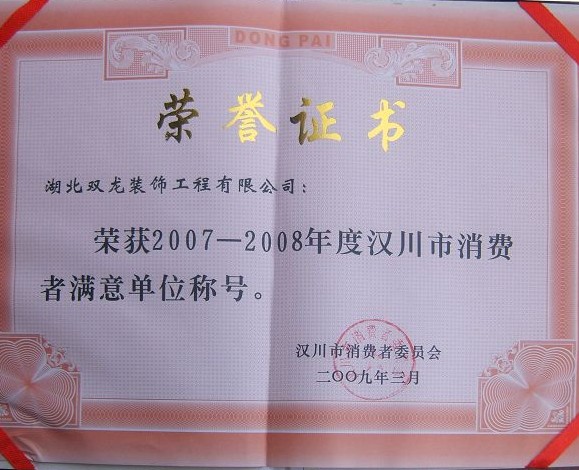 DONG PAI
荣誉证书
湖北双龙装饰工程有限公司：
荣获2007—2008年度汉川市消费
者满意单位称号。
汉川市消费者委员会
二〇〇九年三月